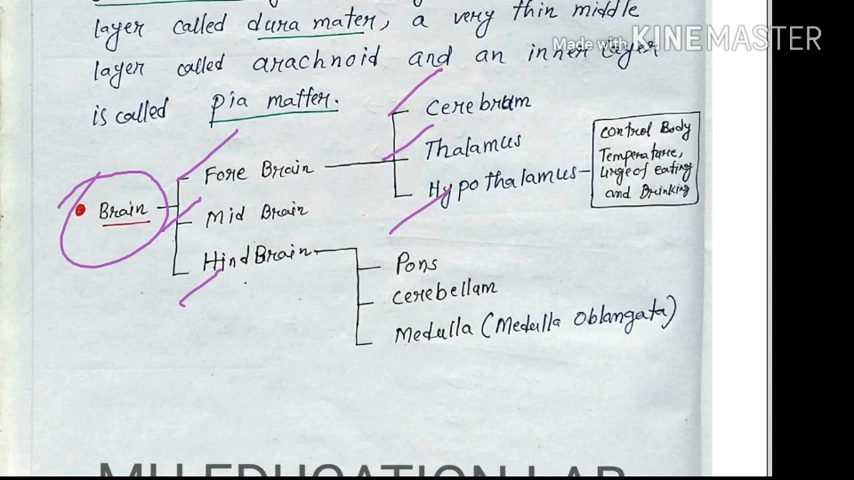 layer called dura mater, a very thin middle
Made with KINEMASTER
layer called arachnoid and an inner layer
is called pia matter.
Cerebrum
Fore Brain
Thalamus
Hypothalamus
Control Body
Temperature,
Urge of eating
and Drinking
Brain
Mid Brain
Hind Brain
Pons
Cerebellam
Medulla (Medulla Oblangata)
EDUCATION LAB